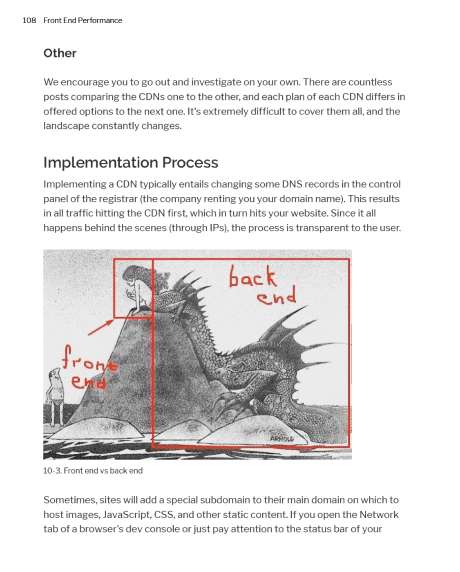 108 Front End Performance
Other
We encourage you to go out and investigate on your own. There are countless
posts comparing the CDNs one to the other, and each plan of each CDN differs in
offered options to the next one. It's extremely difficult to cover them all, and the
landscape constantly changes.
Implementation Process
Implementing a CDN typically entails changing some DNS records in the control
panel of the registrar (the company renting you your domain name). This results
in all traffic hitting the CDN first, which in turn hits your website. Since it all
happens behind the scenes (through IPs), the process is transparent to the user.
back
end
front
end
ARNOLD
10-3. Front end vs back end
Sometimes, sites will add a special subdomain to their main domain on which to
host images, JavaScript, CSS, and other static content. If you open the Network
tab of a browser's dev console or just pay attention to the status bar of your